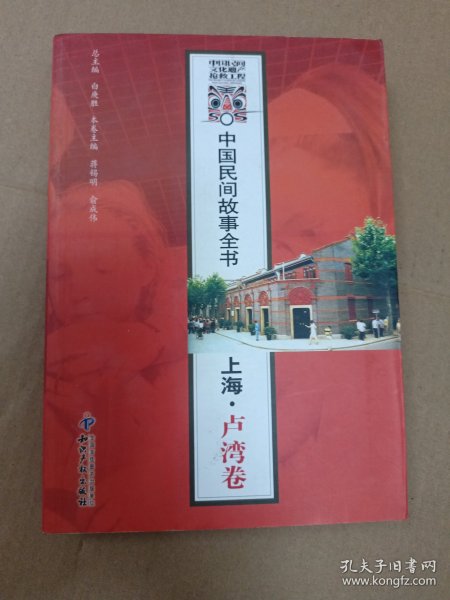 中国民间
文化遗产
抢救工程
中国民间故事全书
上海·卢湾卷
总主编 白庚胜 本卷主编 蒋锡明 俞成伟
知识产权出版社
孔夫子旧书网
www.kongfz.com